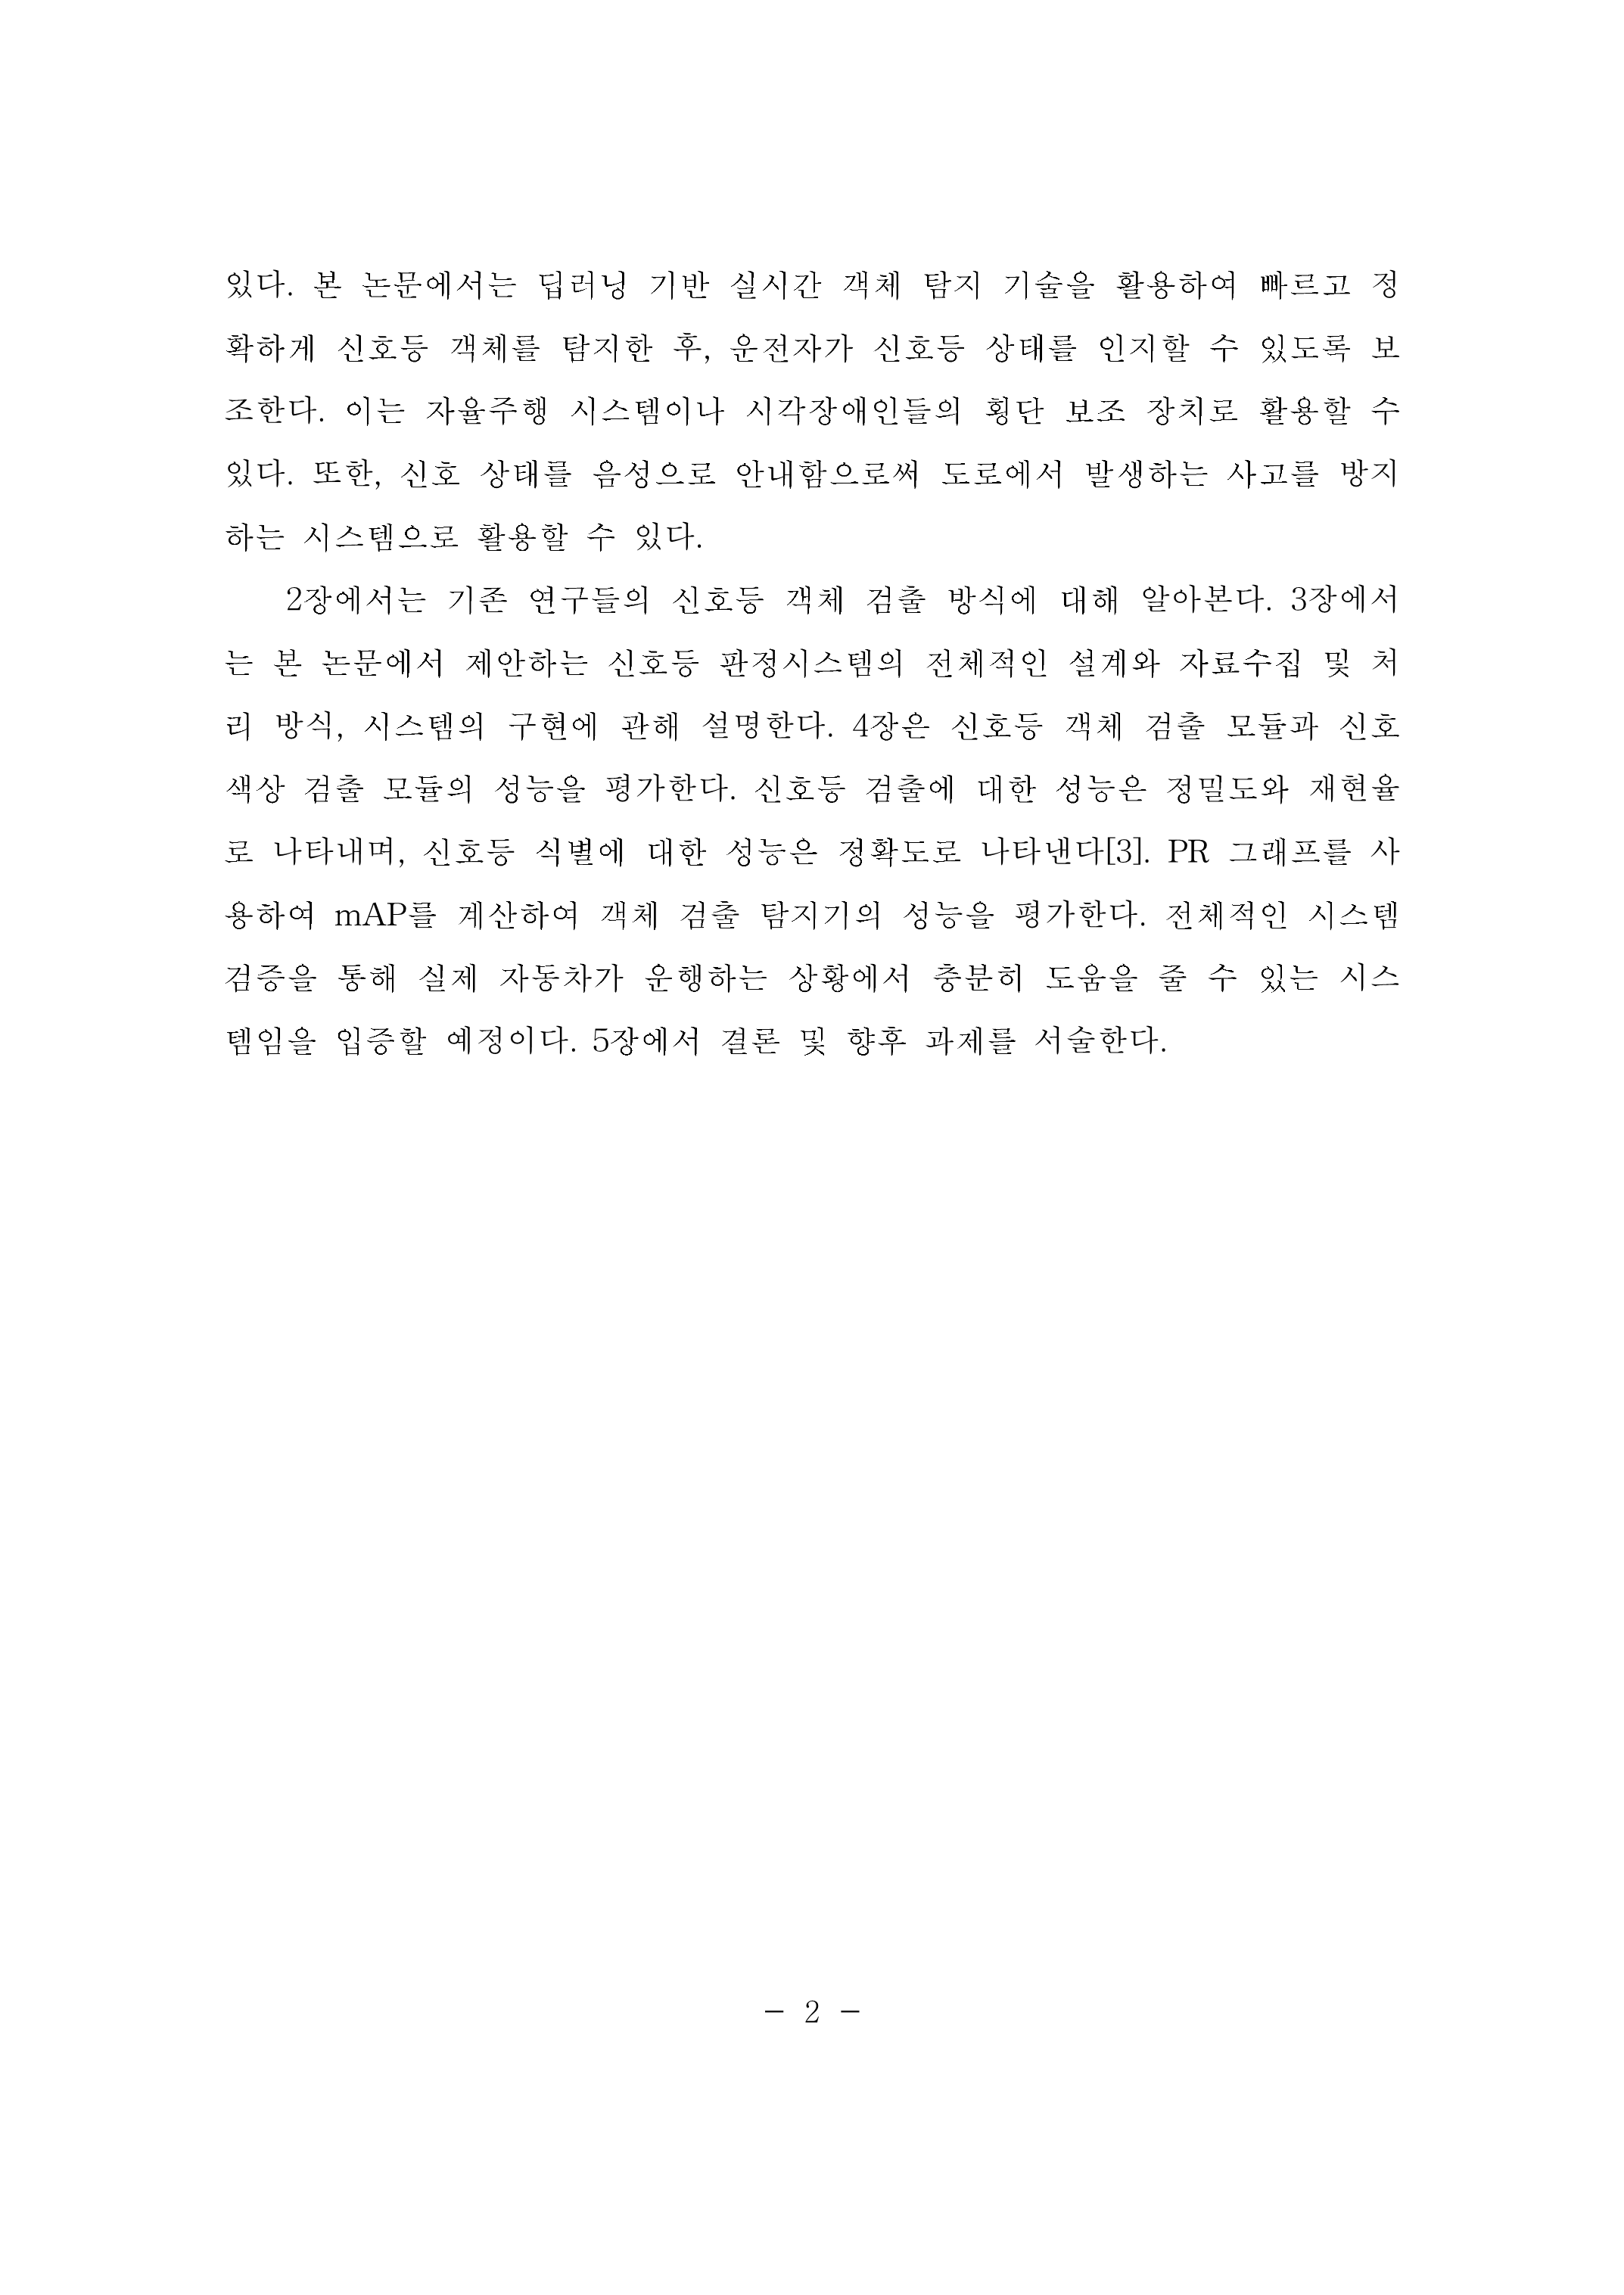 있다. 본 논문에서는 딥러닝 기반 실시간 객체 탐지 기술을 활용하여 빠르고 정
확하게 신호등 객체를 탐지한 후, 운전자가 신호등 상태를 인지할 수 있도록 보
조한다. 이는 자율주행 시스템이나 시각장애인들의 횡단 보조 장치로 활용할 수
있다. 또한, 신호 상태를 음성으로 안내함으로써 도로에서 발생하는 사고를 방지
하는 시스템으로 활용할 수 있다.
2장에서는 기존 연구들의 신호등 객체 검출 방식에 대해 알아본다. 3장에서
는 본 논문에서 제안하는 신호등 판정시스템의 전체적인 설계와 자료수집 및 처
리 방식, 시스템의 구현에 관해 설명한다. 4장은 신호등 객체 검출 모듈과 신호
색상 검출 모듈의 성능을 평가한다. 신호등 검출에 대한 성능은 정밀도와 재현율
로 나타내며, 신호등 식별에 대한 성능은 정확도로 나타낸다[3]. PR 그래프를 사
용하여 mAP를 계산하여 객체 검출 탐지기의 성능을 평가한다. 전체적인 시스템
검증을 통해 실제 자동차가 운행하는 상황에서 충분히 도움을 줄 수 있는 시스
템임을 입증할 예정이다. 5장에서 결론 및 향후 과제를 서술한다.
- 2 -